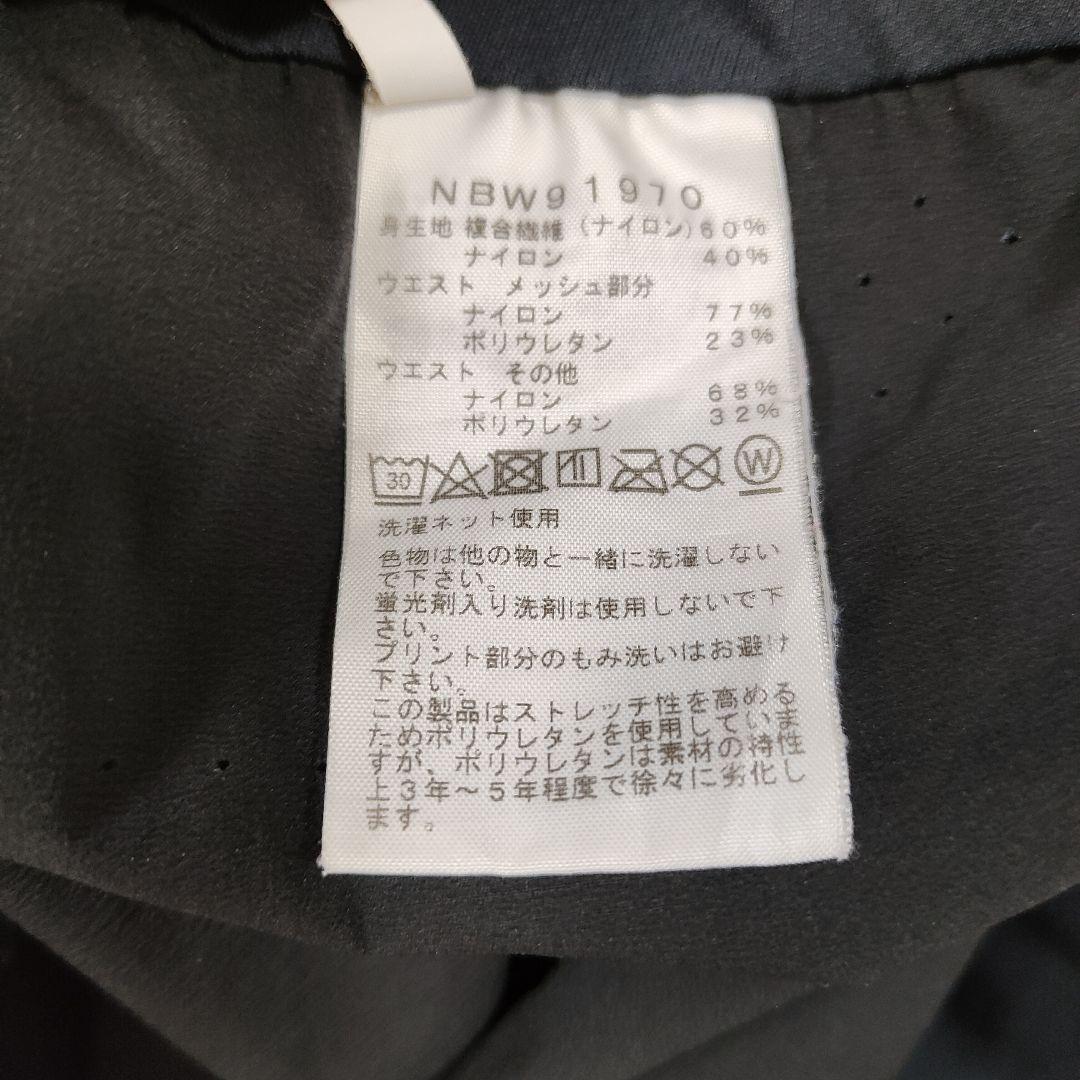 NBW91970
身生地 複合繊維（ナイロン）60%
ナイロン 40%
ウエスト メッシュ部分
ナイロン 77%
ポリウレタン 23%
ウエスト その他
ナイロン 68%
ポリウレタン 32%
30 W
洗濯ネット使用
色物は他の物と一緒に洗濯しない
で下さい。
蛍光剤入り洗剤は使用しないで下
さい。
プリント部分のもみ洗いはお避け
下さい。
この製品はストレッチ性を高める
ためポリウレタンを使用していま
すが、ポリウレタンは素材の特性
上3年～5年程度で徐々に劣化し
ます。